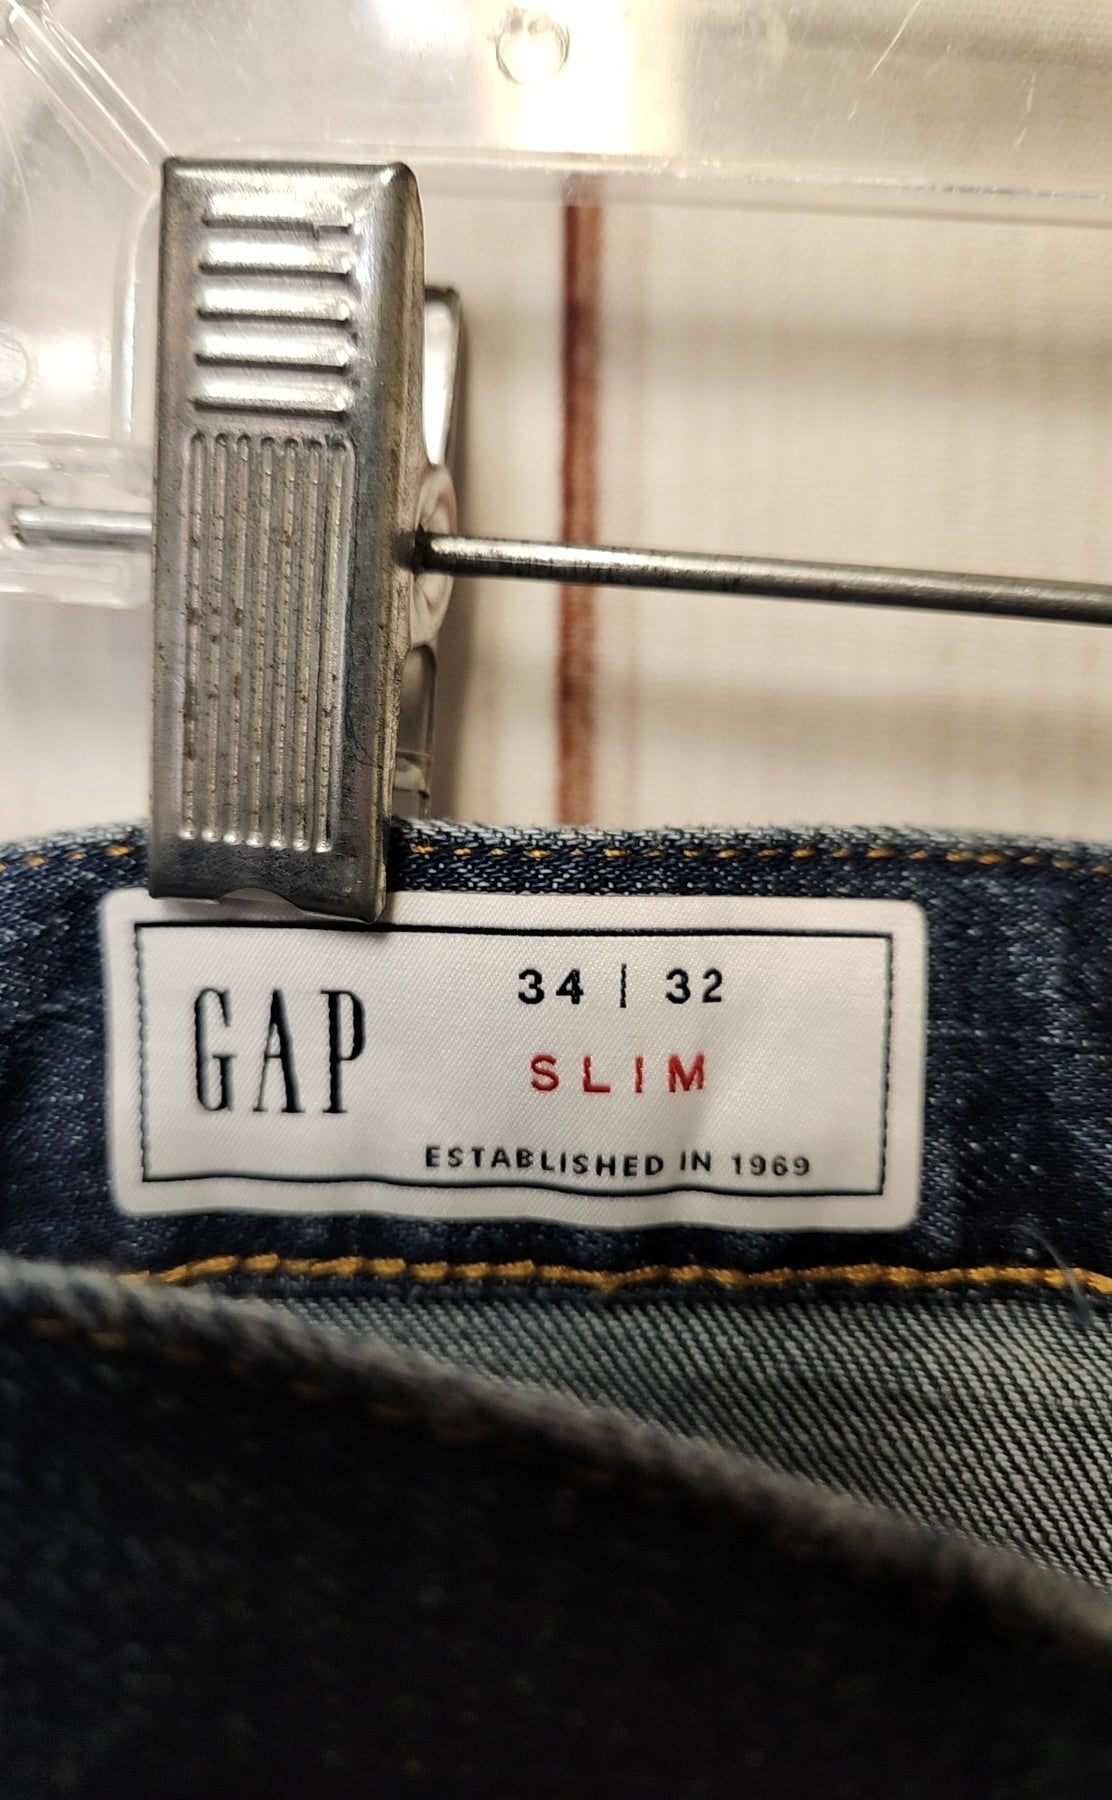 GAP
34 | 32
SLIM
ESTABLISHED IN 1969